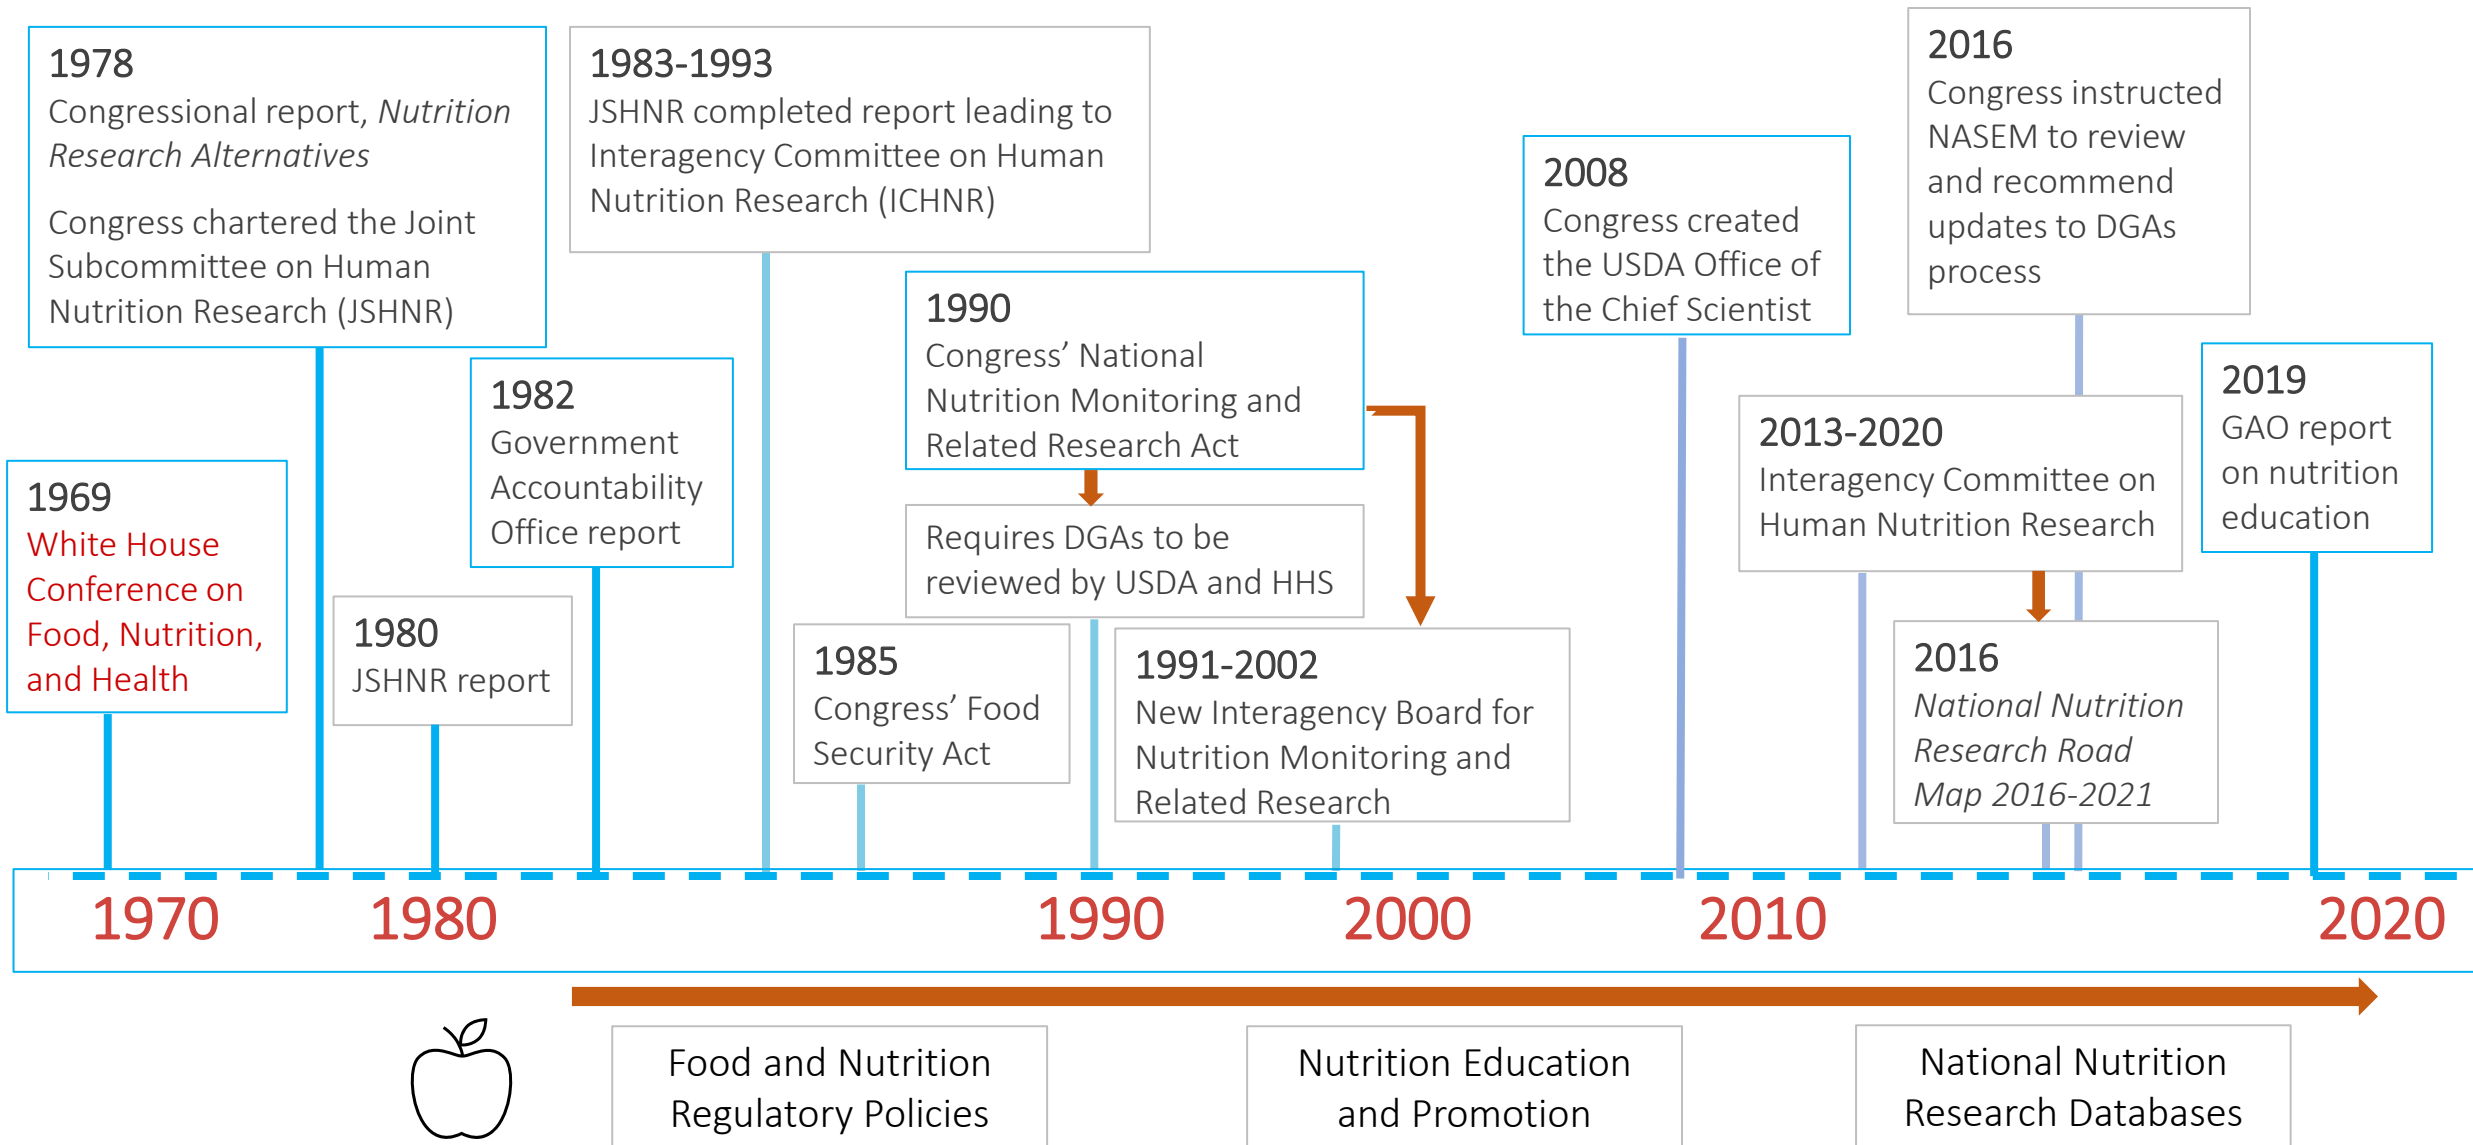 1978
Congressional report, Nutrition
Research Alternatives
Congress chartered the Joint
Subcommittee on Human
Nutrition Research (JSHNR)
1983-1993
JSHNR completed report leading to
Interagency Committee on Human
Nutrition Research (ICHNR)
2016
Congress instructed
NASEM to review
and recommend
updates to DGAs
process
2008
Congress created
the USDA Office of
the Chief Scientist
1990
Congress’ National
Nutrition Monitoring and
Related Research Act
1982
Government
Accountability
Office report
2019
GAO report
on nutrition
education
2013-2020
Interagency Committee on
Human Nutrition Research
1969
White House
Conference on
Food, Nutrition,
and Health
Requires DGAs to be
reviewed by USDA and HHS
1980
JSHNR report
1985
Congress’ Food
Security Act
1991-2002
New Interagency Board for
Nutrition Monitoring and
Related Research
2016
National Nutrition
Research Road
Map 2016-2021
1970
1980
1990
2000
2010
2020
Food and Nutrition
Regulatory Policies
Nutrition Education
and Promotion
National Nutrition
Research Databases